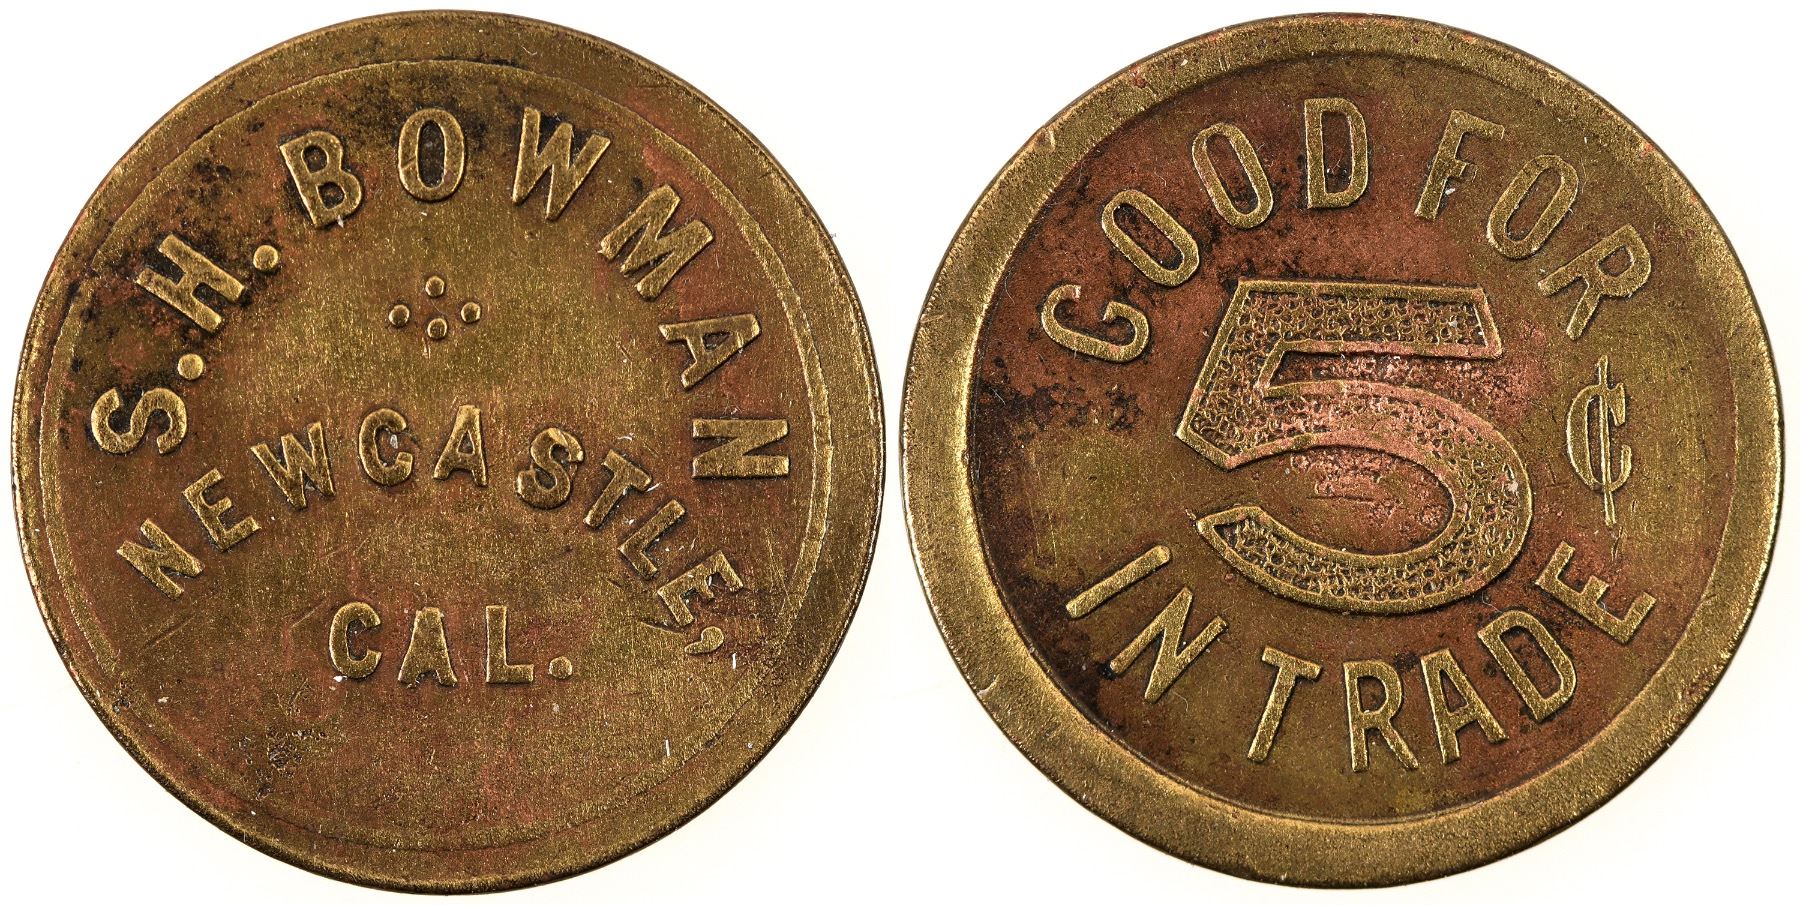 S. H. BOWMAN
NEWCASTLE,
CAL.
GOOD FOR
5 ¢
IN TRADE